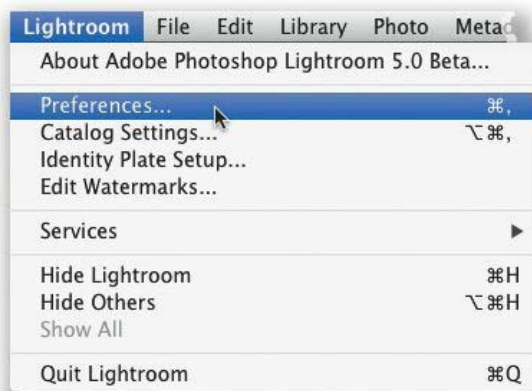 Lightroom File Edit Library Photo Metad
About Adobe Photoshop Lightroom 5.0 Beta...
Preferences... ⌘,
Catalog Settings... ⌥⌘,
Identity Plate Setup...
Edit Watermarks...
Services ▶
Hide Lightroom ⌘H
Hide Others ⌥⌘H
Show All
Quit Lightroom ⌘Q